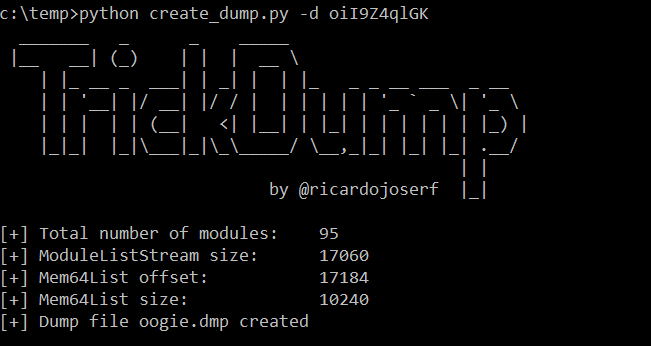 c:\temp>python create_dump.py -d oiI9Z4qlGK
TrickDump
by @ricardojoserf
[+] Total number of modules: 95
[+] ModuleListStream size: 17060
[+] Mem64List offset: 17184
[+] Mem64List size: 10240
[+] Dump file oogie.dmp created